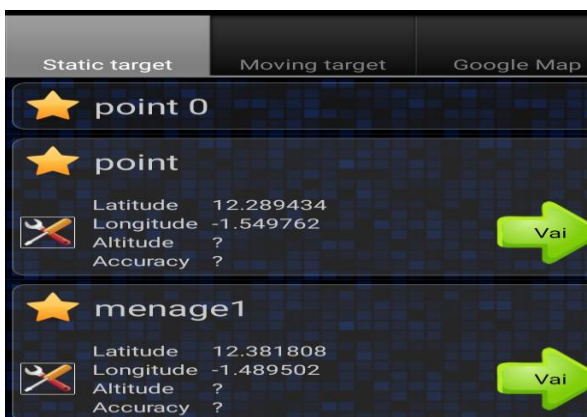 Static target Moving target Google Map
point 0
point
Latitude 12.289434
Longitude -1.549762
Altitude ?
Accuracy ?
Vai
menage1
Latitude 12.381808
Longitude -1.489502
Altitude ?
Accuracy ?
Vai